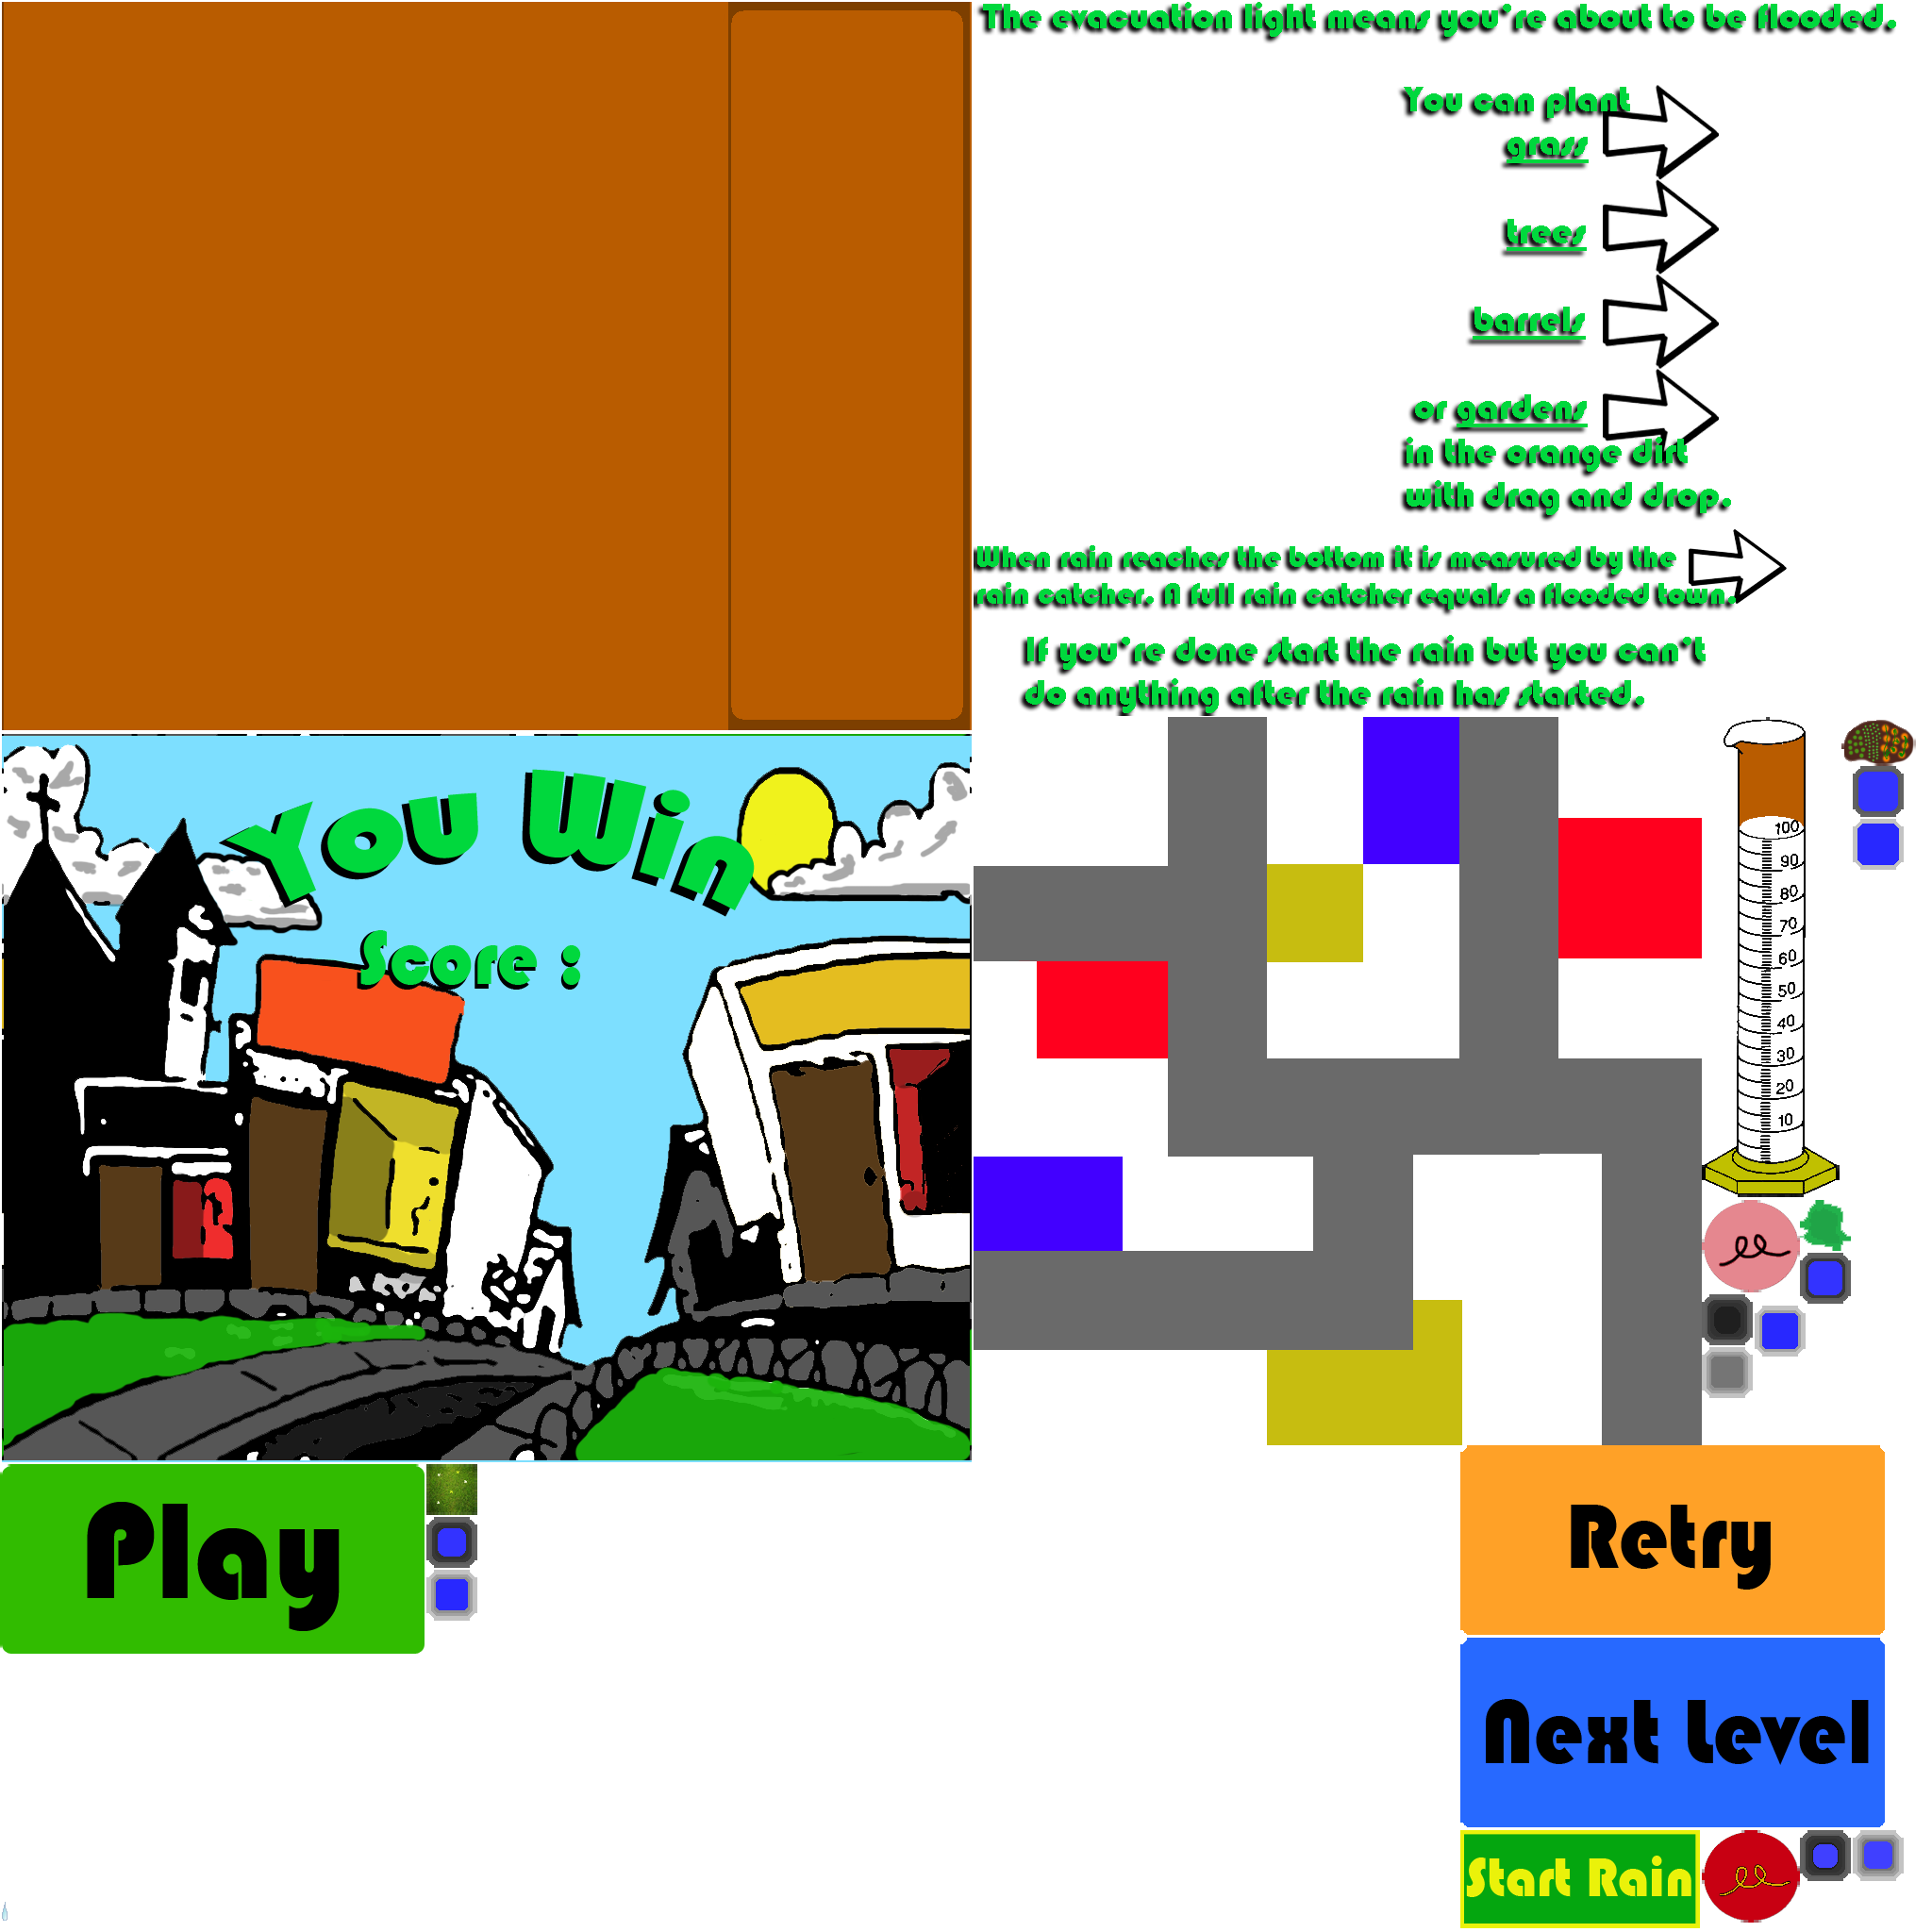 The evacuation light means you're about to be flooded.
You can plant
grass
trees
barrels
or gardens
in the orange dirt
with drag and drop.
When rain reaches the bottom it is measured by the
rain catcher. A full rain catcher equals a flooded town.
If you're done start the rain but you can't
do anything after the rain has started.
You Win
Score :
100
90
80
70
60
50
40
30
20
10
Play
Retry
Next Level
Start Rain